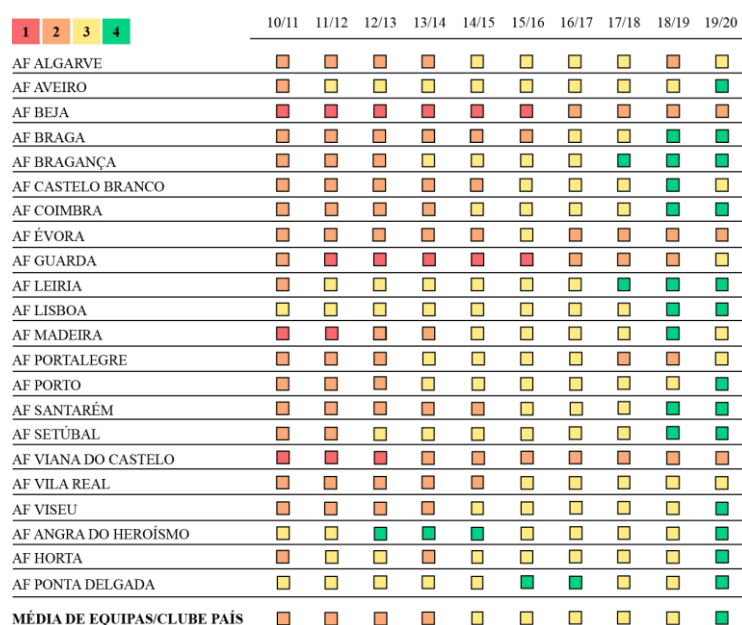 1 2 3 4 10/11 11/12 12/13 13/14 14/15 15/16 16/17 17/18 18/19 19/20
AF ALGARVE
AF AVEIRO
AF BEJA
AF BRAGA
AF BRAGANÇA
AF CASTELO BRANCO
AF COIMBRA
AF ÉVORA
AF GUARDA
AF LEIRIA
AF LISBOA
AF MADEIRA
AF PORTALEGRE
AF PORTO
AF SANTARÉM
AF SETÚBAL
AF VIANA DO CASTELO
AF VILA REAL
AF VISEU
AF ANGRA DO HEROÍSMO
AF HORTA
AF PONTA DELGADA
MÉDIA DE EQUIPAS/CLUBE PAÍS